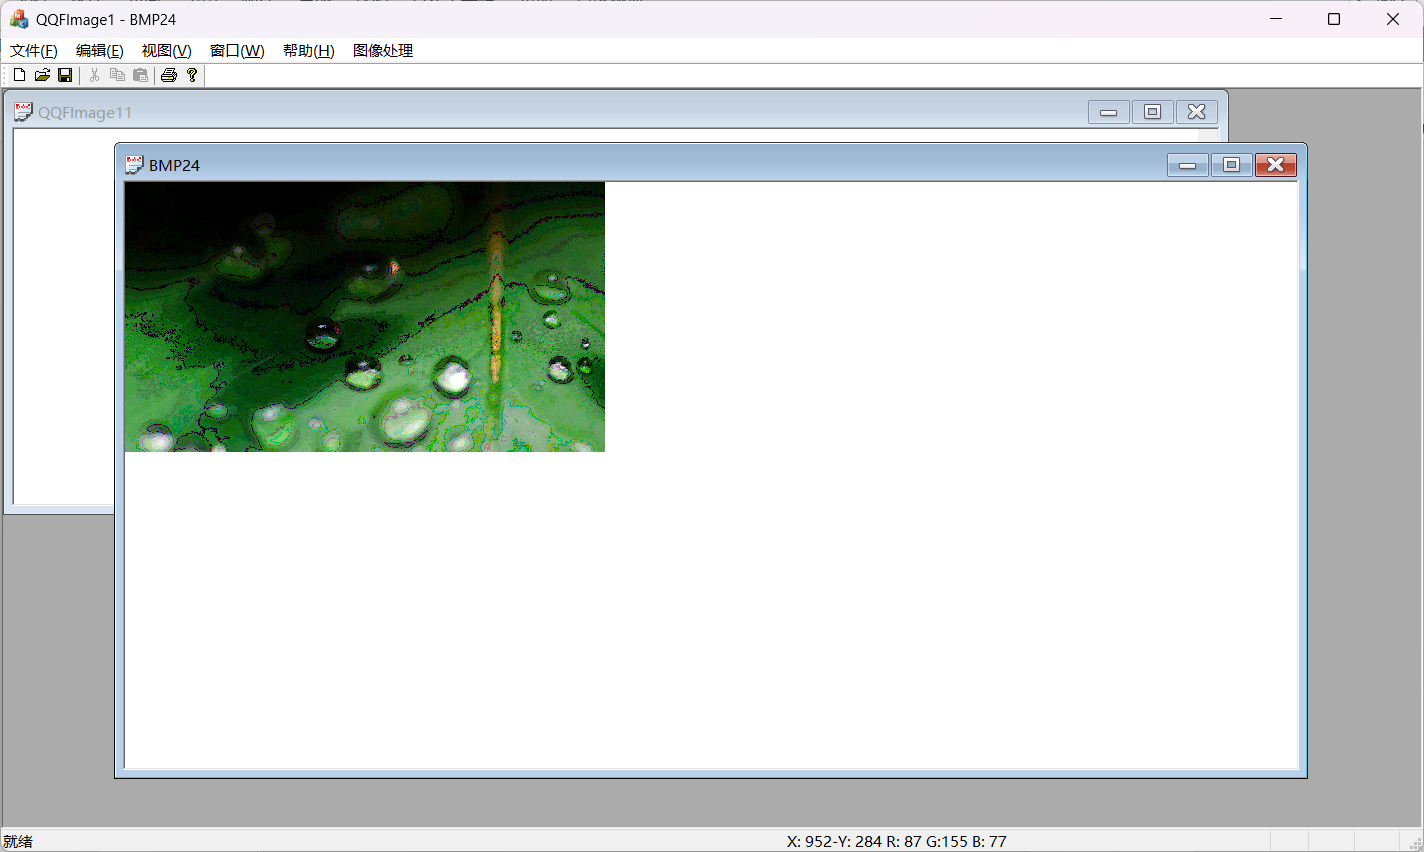 QQFImage1 - BMP24
文件(F) 编辑(E) 视图(V) 窗口(W) 帮助(H) 图像处理
QQFImage11
BMP24
就绪 X: 952-Y: 284 R: 87 G:155 B: 77